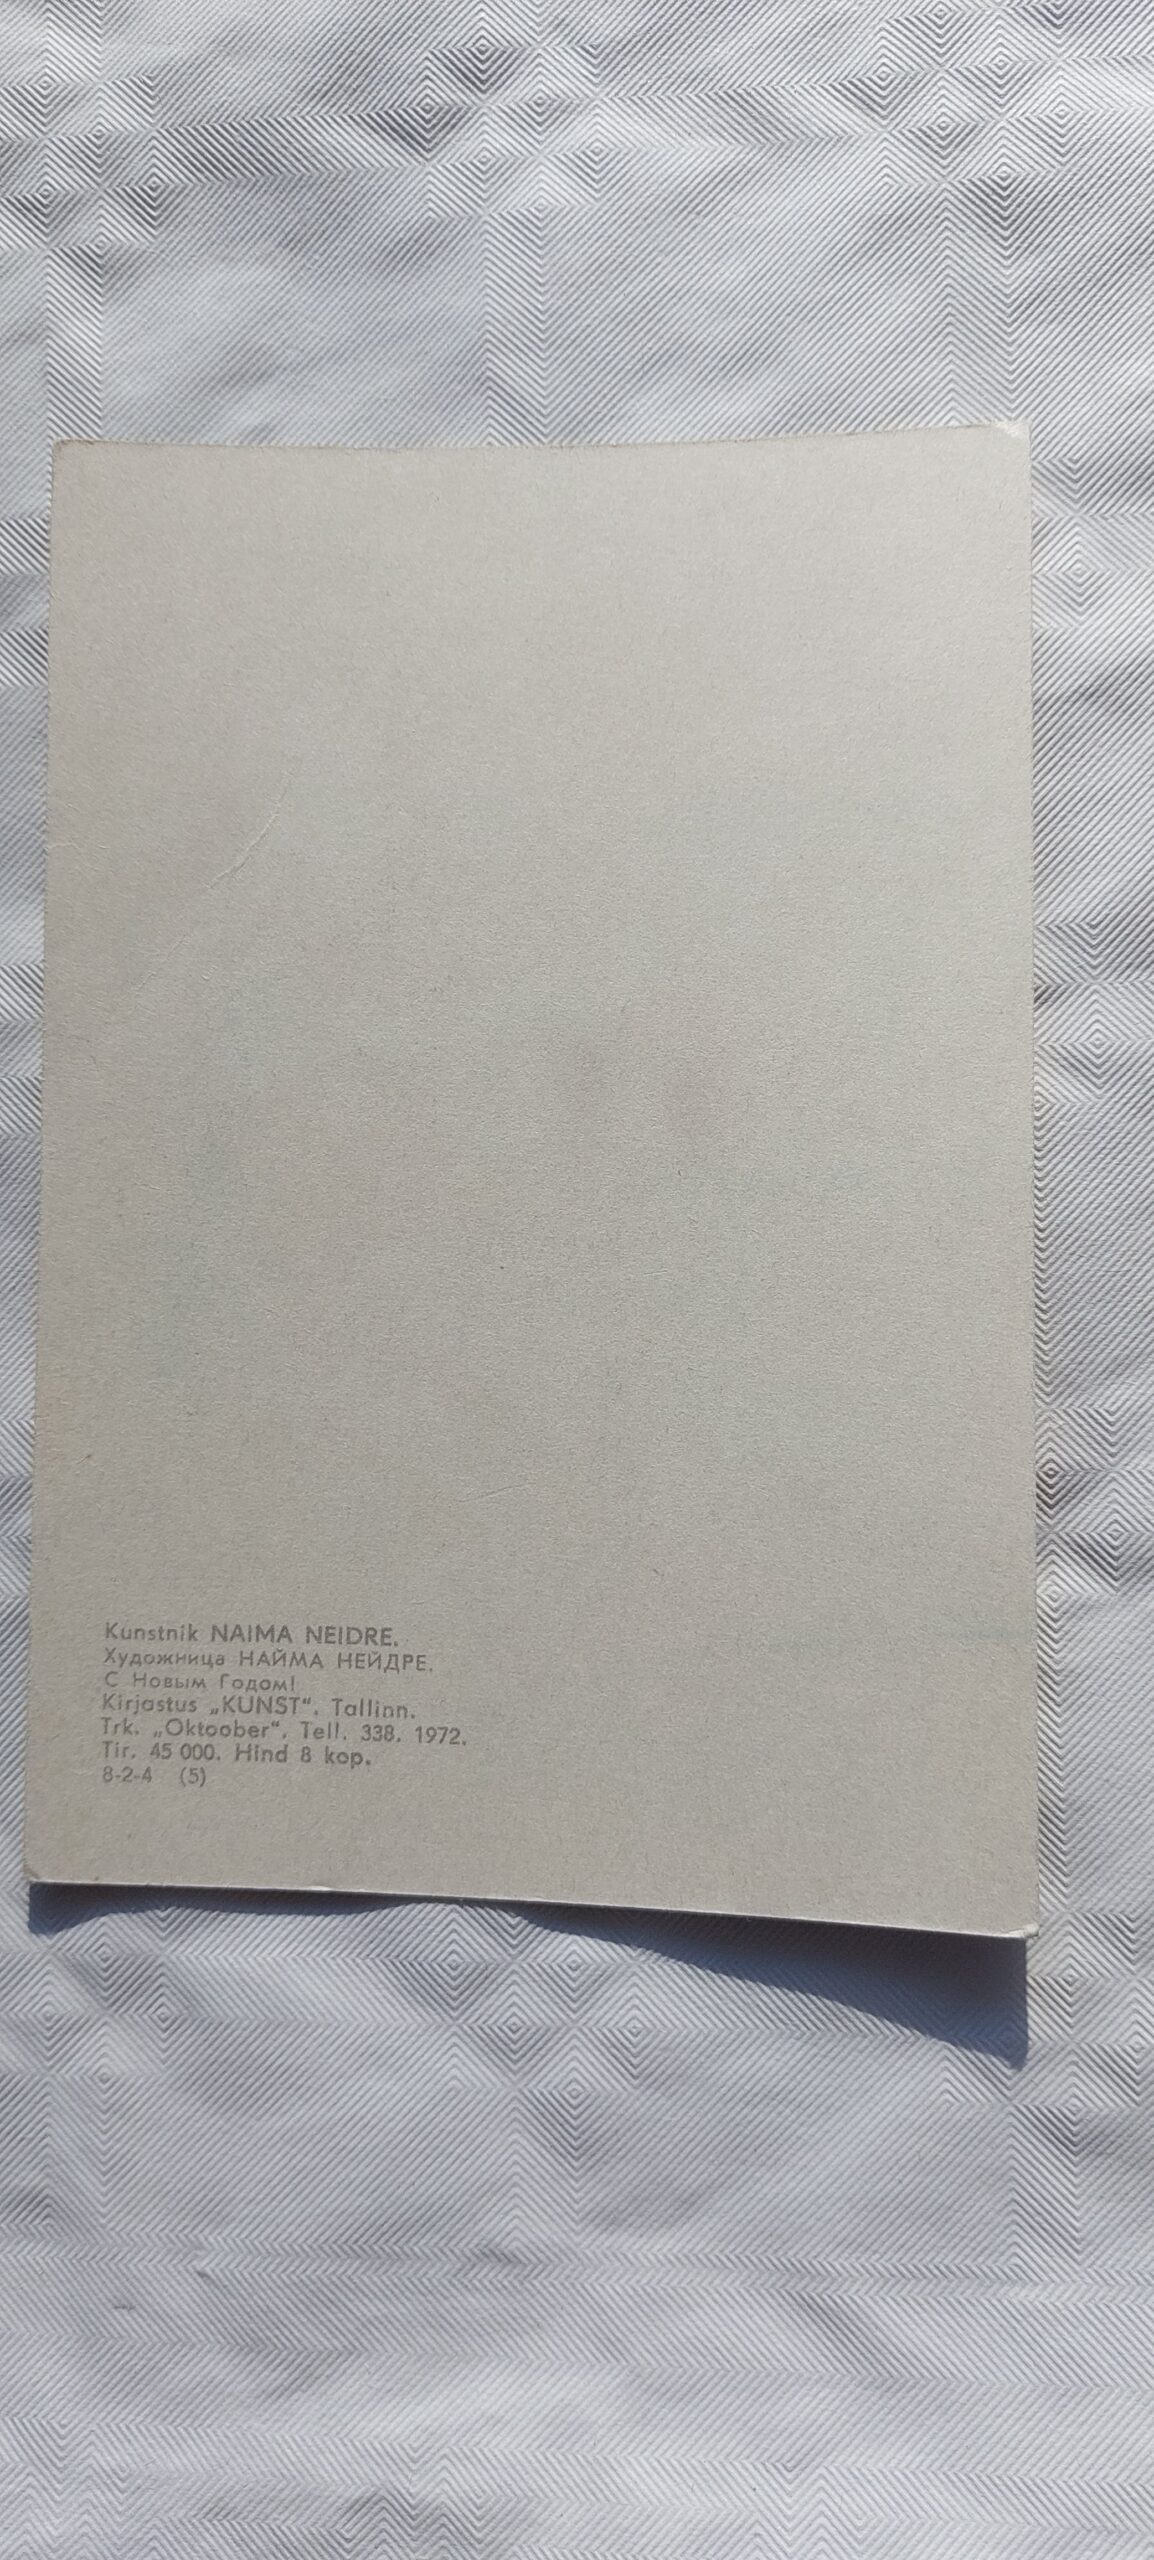 Kunstnik NAIMA NEIDRE.
Художница НАЙМА НЕЙДРЕ.
С Новым Годом!
Kirjastus „KUNST“. Tallinn.
Trk. „Oktoober“. Tell. 338. 1972.
Tir. 45 000. Hind 8 kop.
8-2-4 (5)